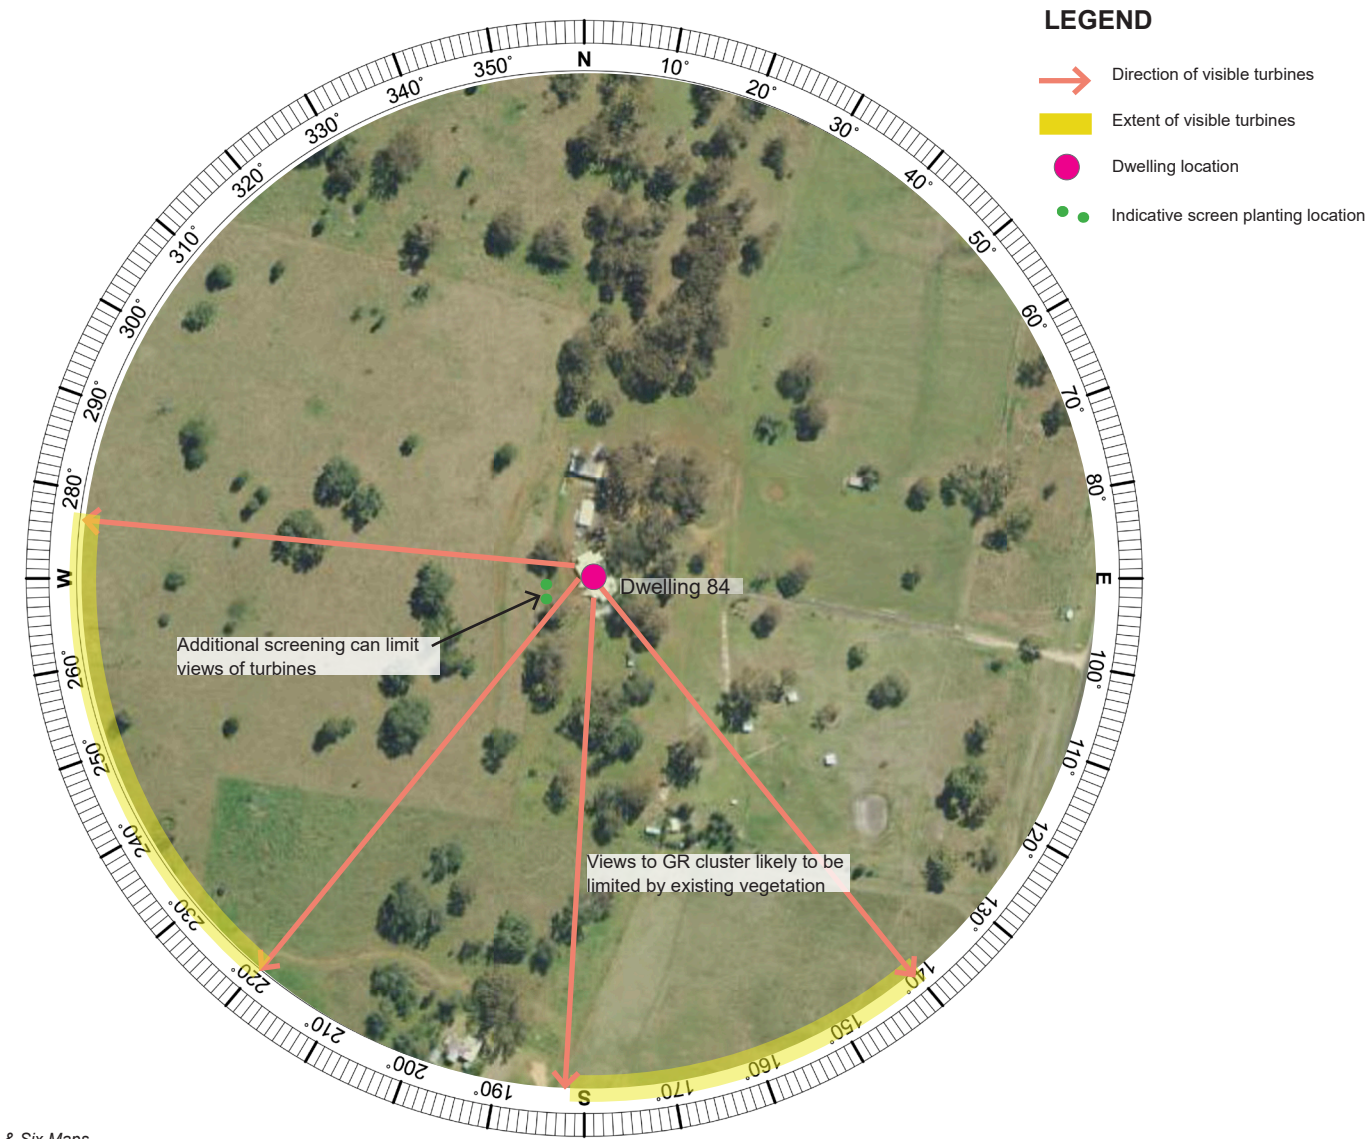 LEGEND
Direction of visible turbines
Extent of visible turbines
Dwelling location
Indicative screen planting location
N
10°
20°
30°
40°
50°
60°
70°
80°
E
100°
110°
120°
130°
140°
150°
160°
170°
S
190°
200°
210°
220°
230°
240°
250°
260°
W
280°
290°
300°
310°
320°
330°
340°
350°
Dwelling 84
Additional screening can limit
views of turbines
Views to GR cluster likely to be
limited by existing vegetation
& Six Maps